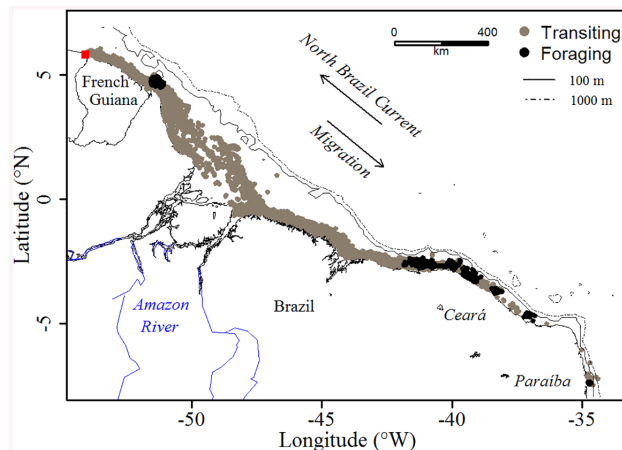 0
400
km
Transiting
Foraging
100 m
1000 m
North Brazil Current
Migration
French
Guiana
Amazon
River
Brazil
Ceará
Paraíba
5
0
-5
Latitude (°N)
-50
-45
-40
-35
Longitude (°W)